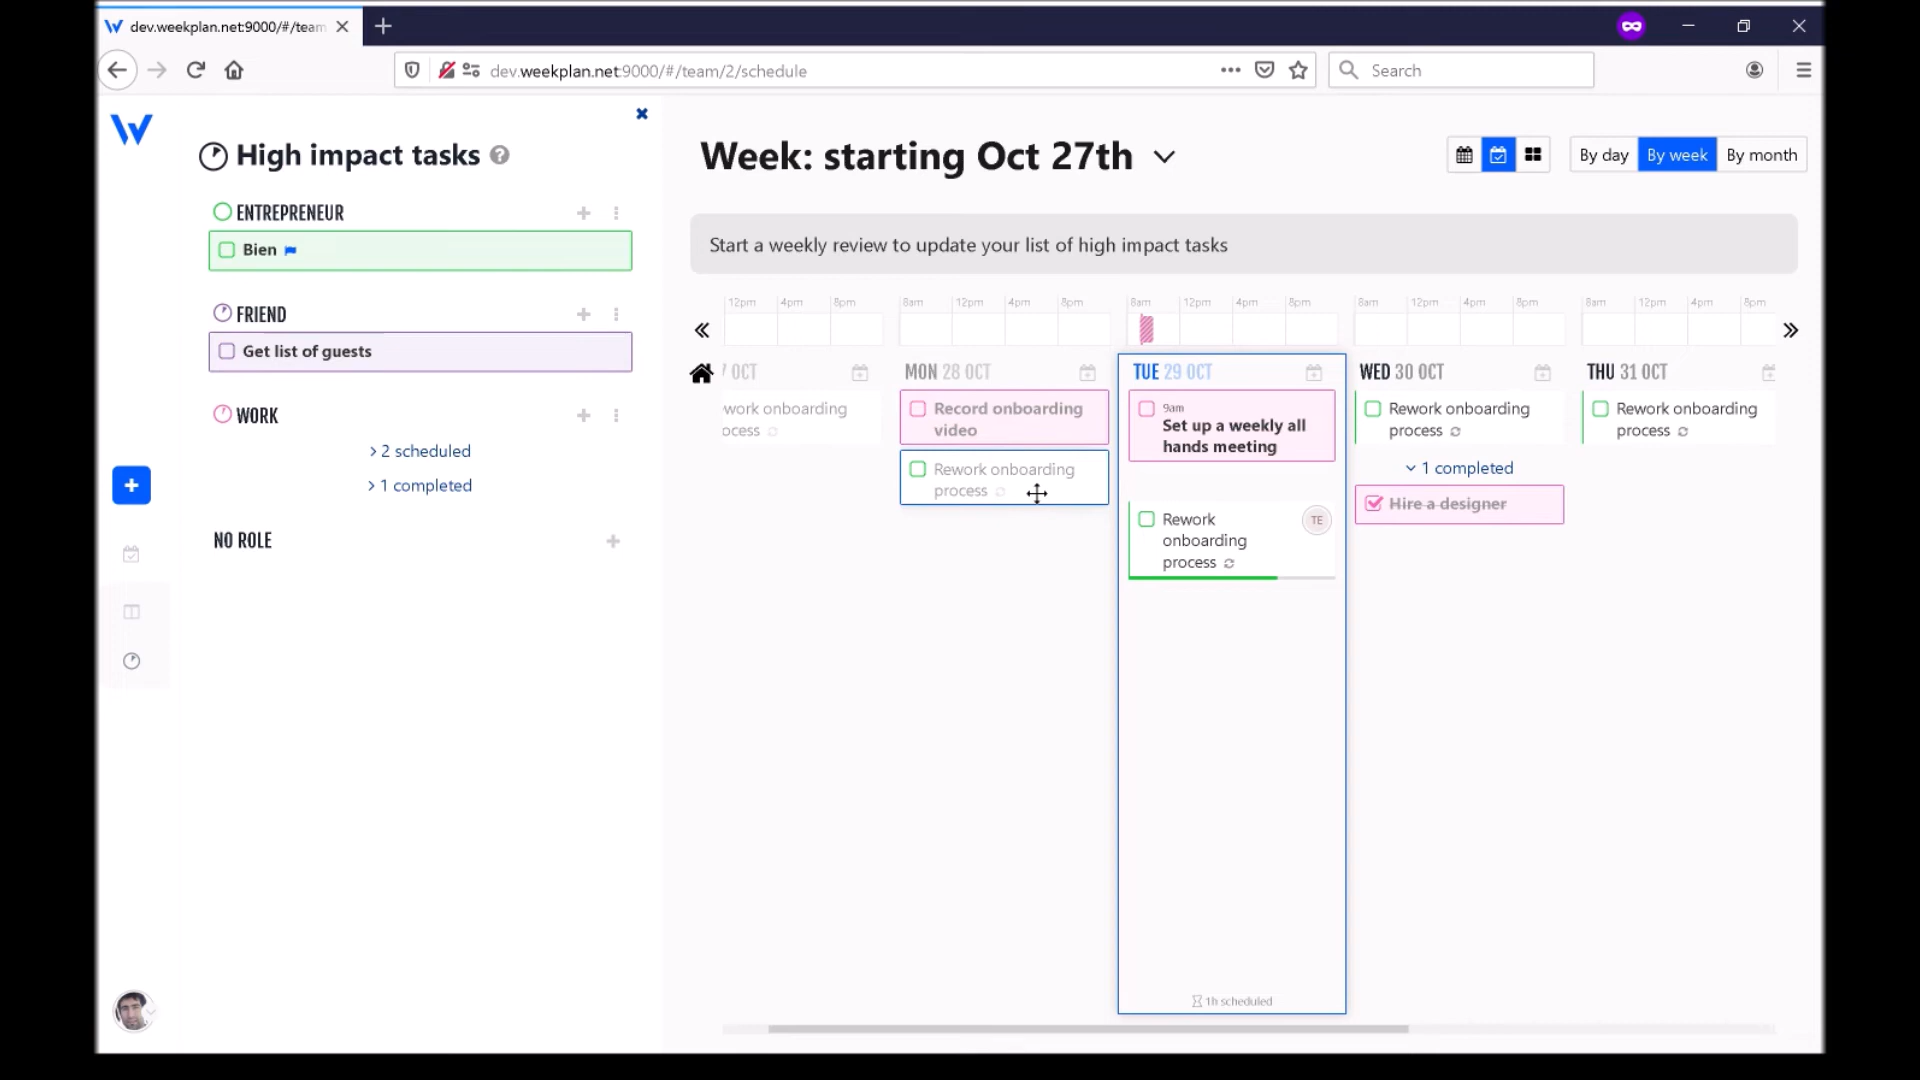 dev.weekplan.net:9000/#/team
dev.weekplan.net:9000/#/team/2/schedule
Search
High impact tasks ?
Week: starting Oct 27th
By day By week By month
Start a weekly review to update your list of high impact tasks
ENTREPRENEUR
Bien
FRIEND
Get list of guests
WORK
2 scheduled
1 completed
NO ROLE
12pm 4pm 8pm 8am 12pm 4pm 8pm 8am 12pm 4pm 8pm 8am 12pm 4pm 8pm 8am 12pm 4pm 8pm
OCT
work onboarding
ocess
MON 28 OCT
Record onboarding
video
Rework onboarding
process
TUE 29 OCT
9am
Set up a weekly all
hands meeting
Rework
onboarding
process
TE
1h scheduled
WED 30 OCT
Rework onboarding
process
1 completed
Hire a designer
THU 31 OCT
Rework onboarding
process